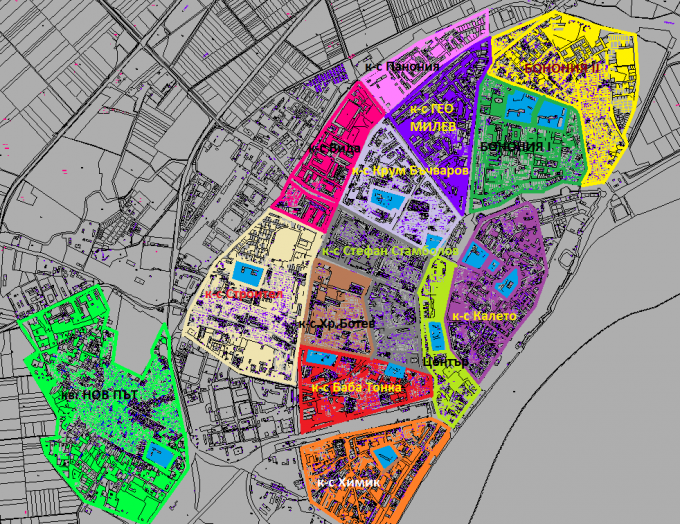 к-с Панония
БОНОНИЯ II
к-с ГЕО
МИЛЕВ
к-с Вида
БОНОНИЯ I
к-с Крум Бъчваров
к-с Стефан Стамболов
к-с Строител
к-с Калето
к-с Хр.Ботев
Център
кв. НОВ ПЪТ
к-с Баба Тонка
к-с Химик